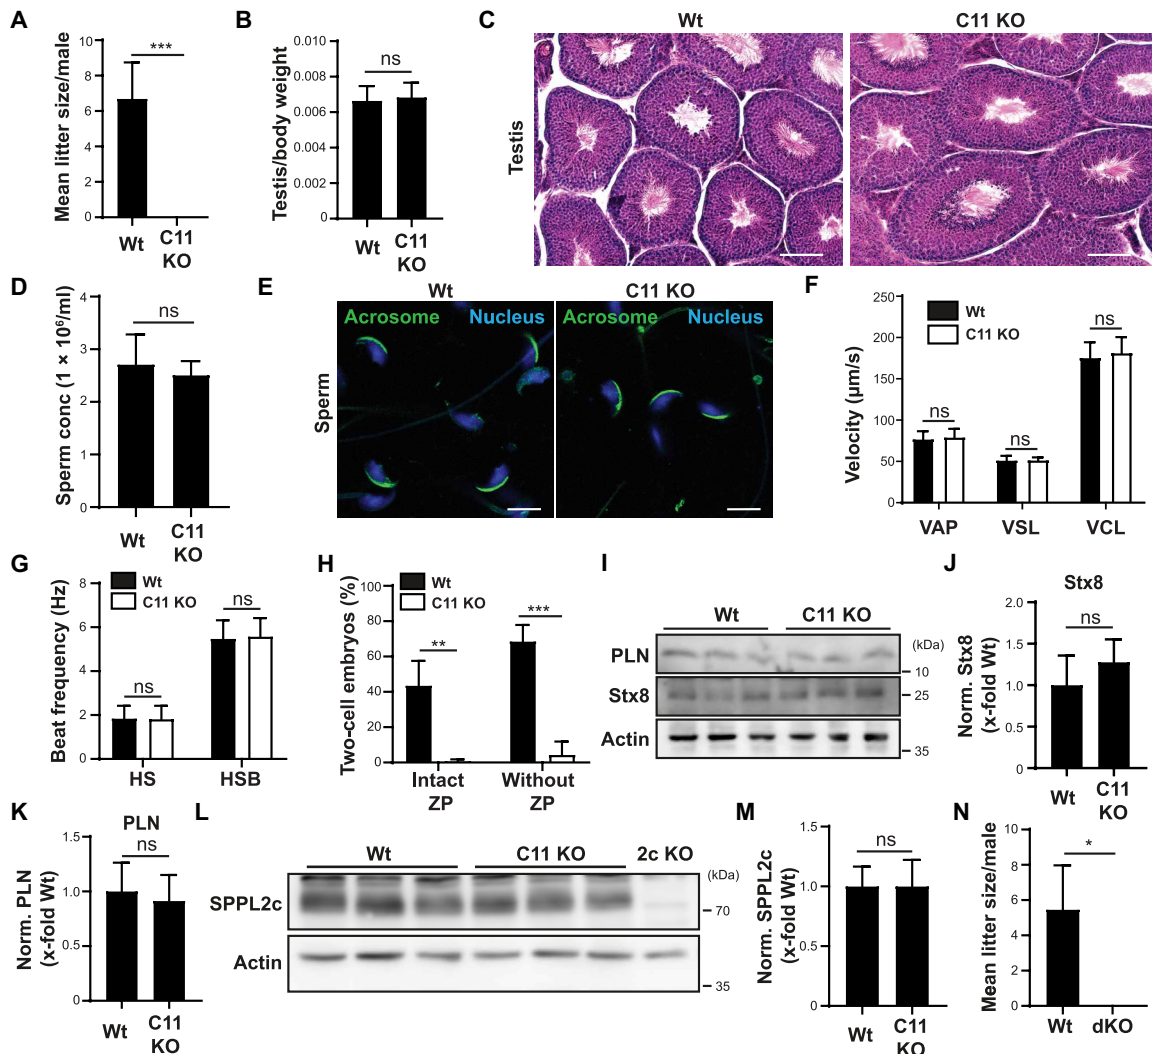 A
Mean litter size/male
10
8
6
4
2
0
***
Wt
C11
KO
B
Testis/body weight
0.010
0.008
0.006
0.004
0.002
0.000
ns
Wt
C11
KO
C
Wt
C11 KO
Testis
D
Sperm conc (1 × 10⁶/ml)
4
3
2
1
0
ns
Wt
C11
KO
E
Wt
C11 KO
Acrosome Nucleus
Acrosome Nucleus
Sperm
F
Velocity (µm/s)
250
200
150
100
50
0
Wt
C11 KO
ns
ns
ns
VAP VSL VCL
G
Beat frequency (Hz)
8
6
4
2
0
Wt
C11 KO
ns
ns
HS HSB
H
Two-cell embryos (%)
100
80
60
40
20
0
Wt
C11 KO
**
***
Intact Without
ZP ZP
I
Wt C11 KO
(kDa)
PLN
10
Stx8
25
Actin
35
J
Stx8
Norm. Stx8
(x-fold Wt)
2.0
1.5
1.0
0.5
0
ns
Wt
C11
KO
K
PLN
Norm. PLN
(x-fold Wt)
1.5
1.0
0.5
0
ns
Wt
C11
KO
L
Wt C11 KO 2c KO
(kDa)
SPPL2c
70
Actin
35
M
Norm. SPPL2c
(x-fold Wt)
1.5
1.0
0.5
0
ns
Wt
C11
KO
N
Mean litter size/male
10
8
6
4
2
0
*
Wt dKO